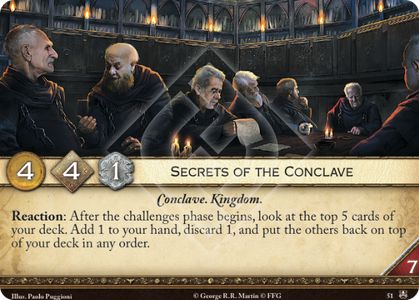 4 4 1 Secrets of the Conclave
Conclave. Kingdom.
Reaction: After the challenges phase begins, look at the top 5 cards of
your deck. Add 1 to your hand, discard 1, and put the others back on top
of your deck in any order.
7
Illus. Paolo Puggioni © George R.R. Martin © FFG 51